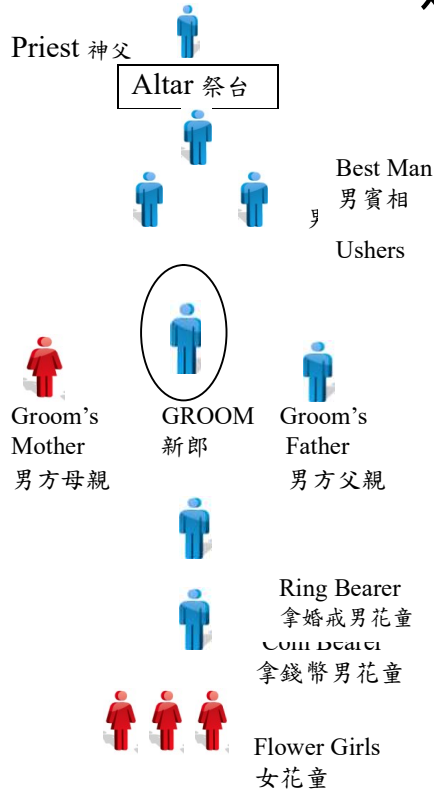 Priest 神父
Altar 祭台
Best Man
男賓相
Ushers
Groom's
Mother
男方母親
GROOM
新郎
Groom's
Father
男方父親
Ring Bearer
拿婚戒男花童
拿錢幣男花童
Flower Girls
女花童